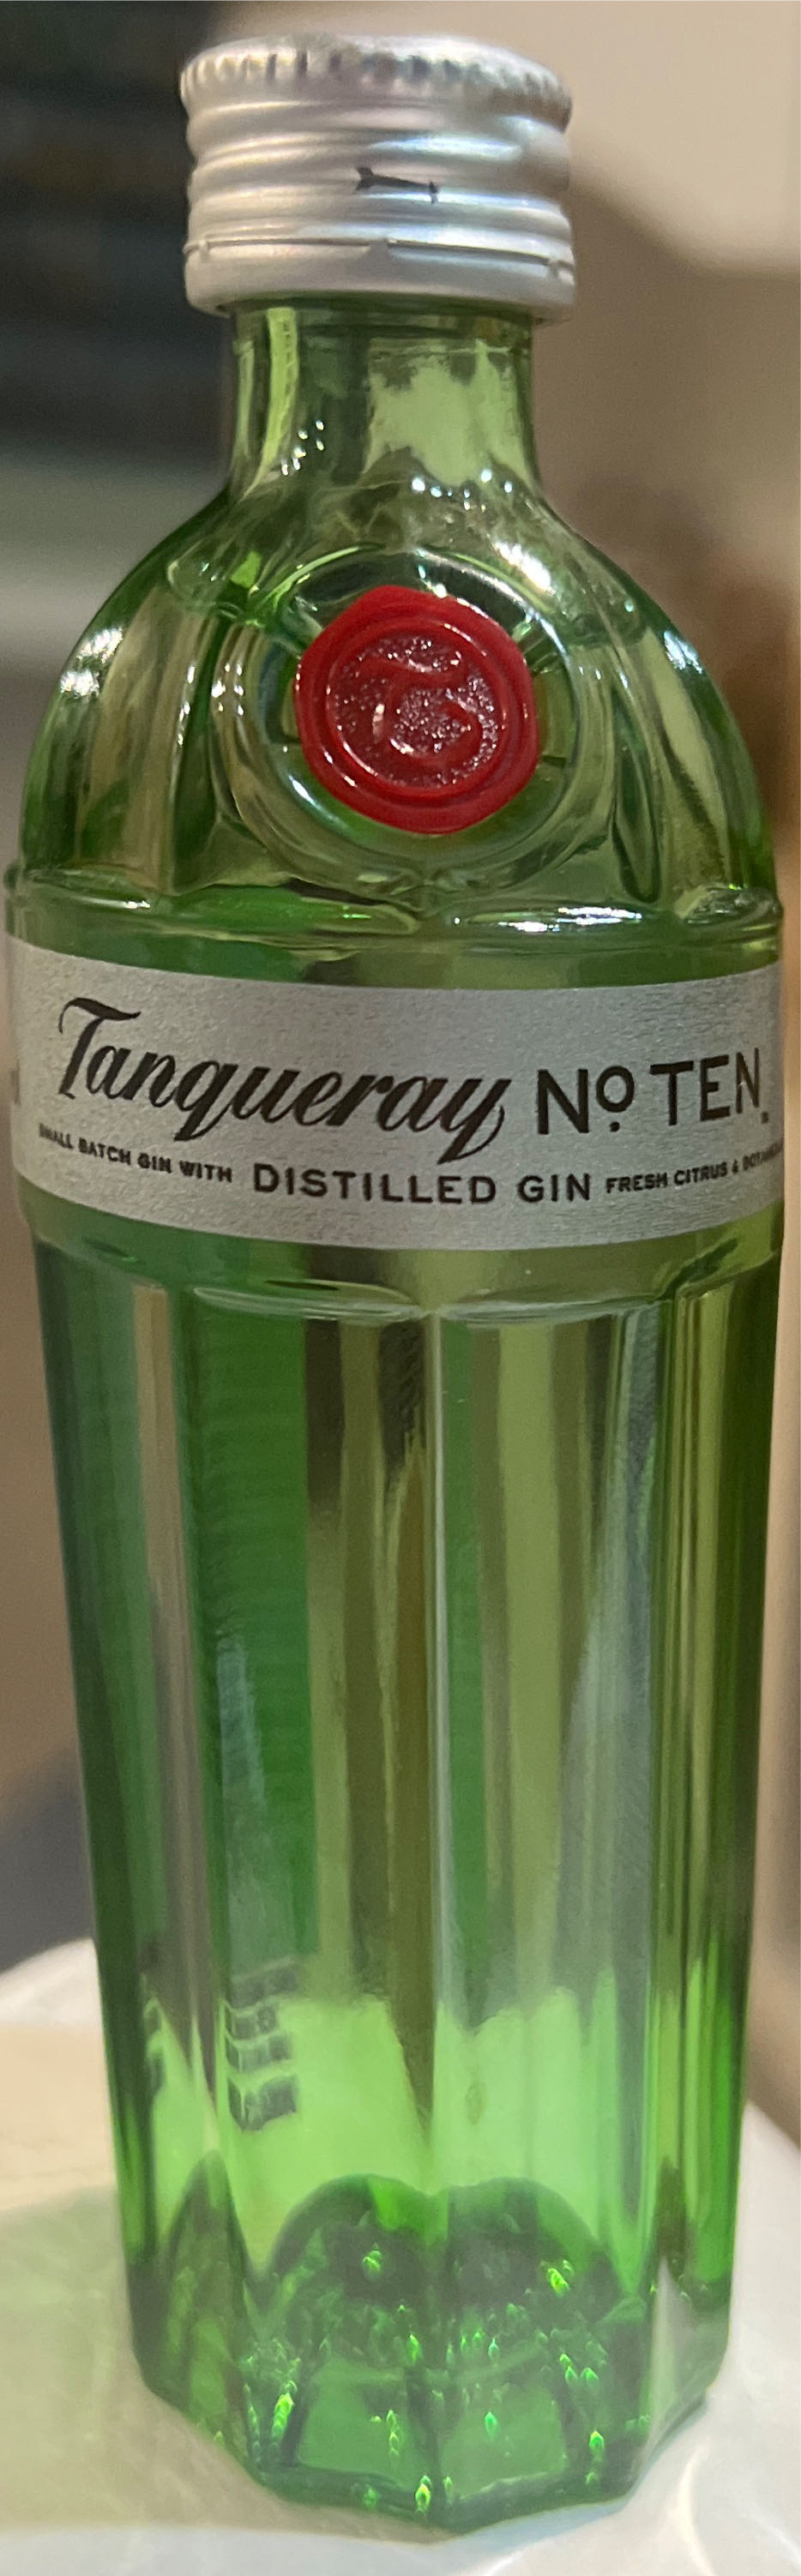 Tanqueray Nº TEN
SMALL BATCH GIN WITH DISTILLED GIN FRESH CITRUS &